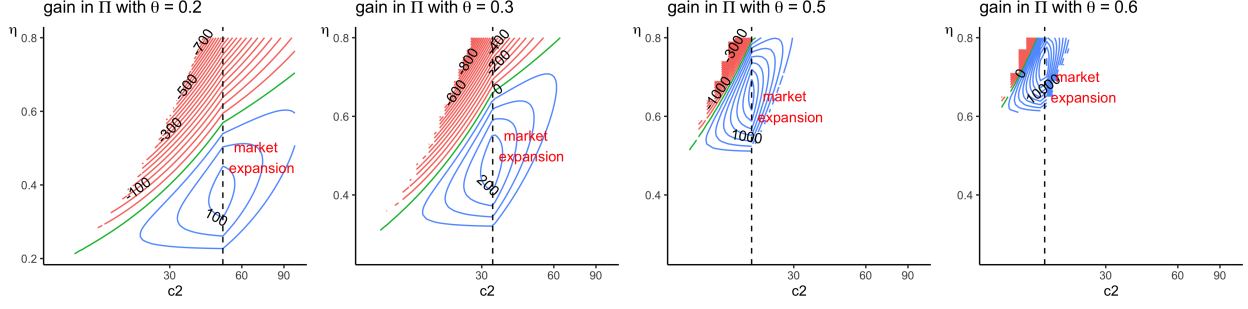 gain in Π with θ = 0.2
η
0.8
0.6
0.4
0.2
-700
-500
-300
-100
100
market
expansion
30
60
90
c2
gain in Π with θ = 0.3
η
0.8
0.6
0.4
-400
-800
-200
-600
0
200
market
expansion
30
60
90
c2
gain in Π with θ = 0.5
η
0.8
0.6
0.4
-3000
-1000
1000
market
expansion
30
60
90
c2
gain in Π with θ = 0.6
η
0.8
0.6
0.4
0
10000
market
expansion
30
60
90
c2